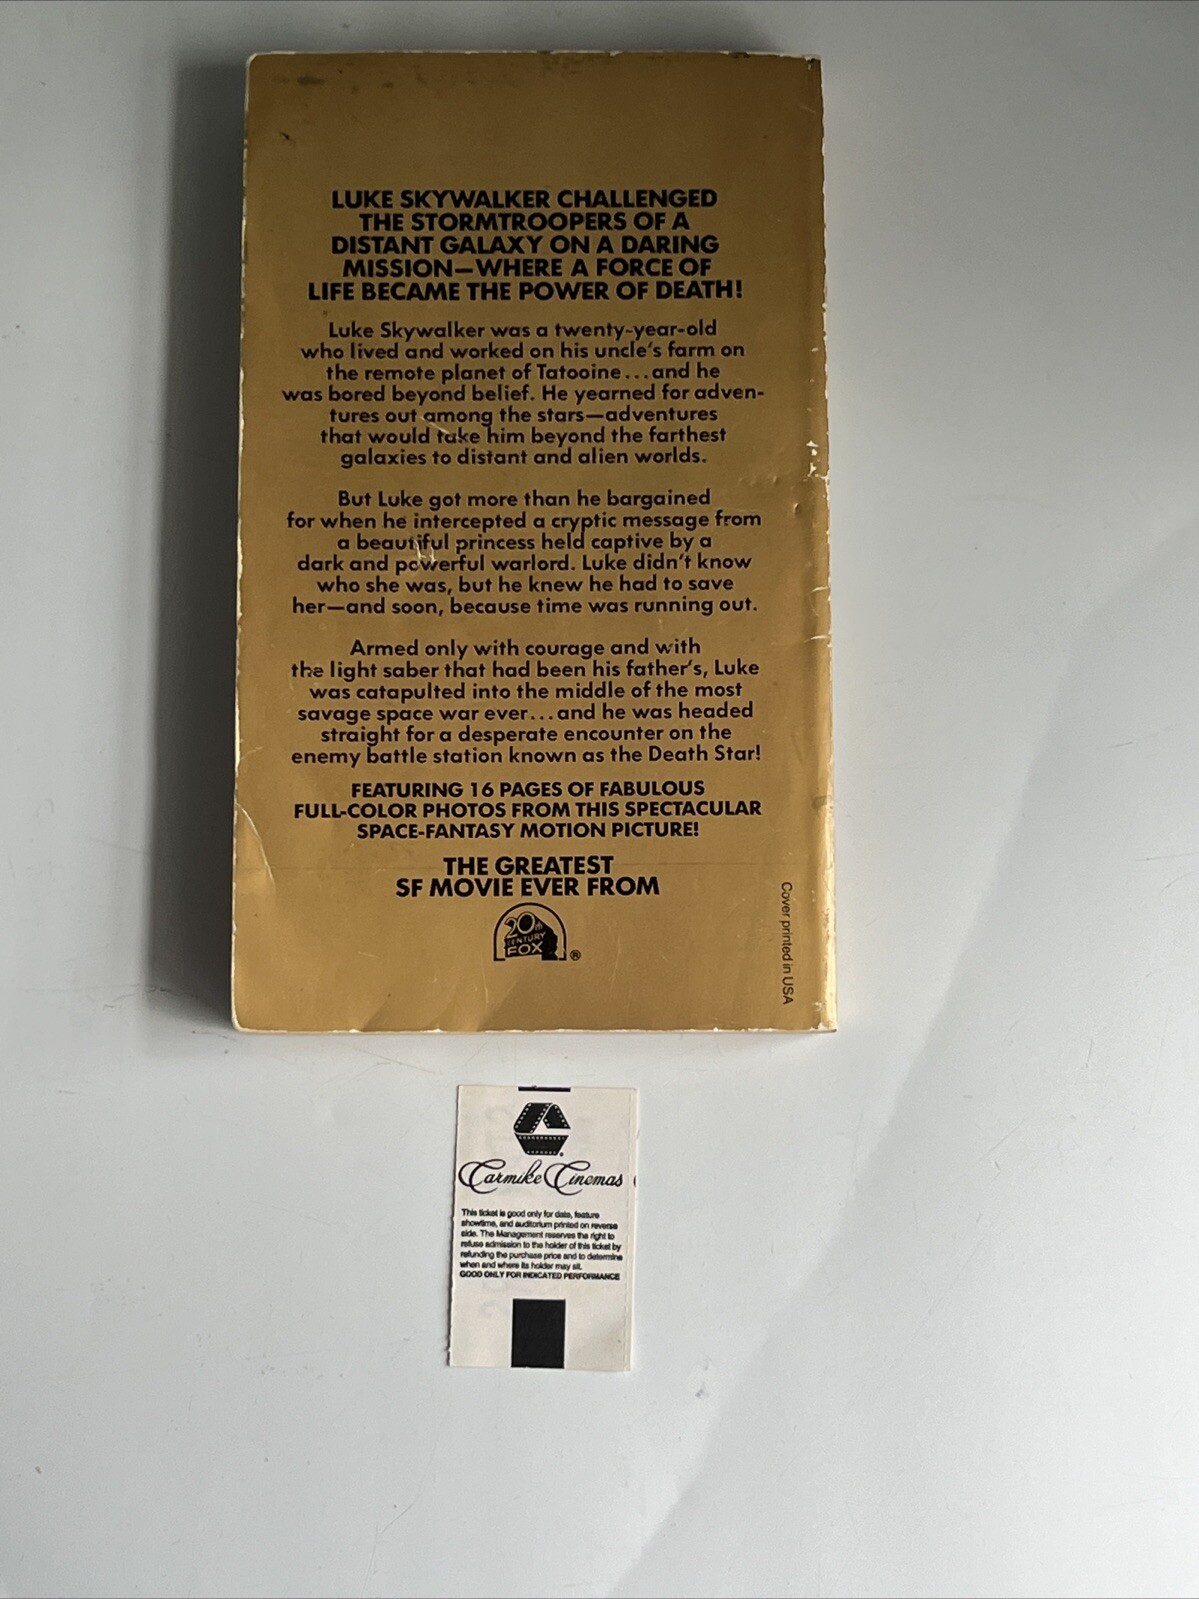 LUKE SKYWALKER CHALLENGED
THE STORMTROOPERS OF A
DISTANT GALAXY ON A DARING
MISSION—WHERE A FORCE OF
LIFE BECAME THE POWER OF DEATH!
Luke Skywalker was a twenty-year-old
who lived and worked on his uncle's farm on
the remote planet of Tatooine...and he
was bored beyond belief. He yearned for adven-
tures out among the stars—adventures
that would take him beyond the farthest
galaxies to distant and alien worlds.
But Luke got more than he bargained
for when he intercepted a cryptic message from
a beautiful princess held captive by a
dark and powerful warlord. Luke didn't know
who she was, but he knew he had to save
her—and soon, because time was running out.
Armed only with courage and with
the light saber that had been his father's, Luke
was catapulted into the middle of the most
savage space war ever...and he was headed
straight for a desperate encounter on the
enemy battle station known as the Death Star!
FEATURING 16 PAGES OF FABULOUS
FULL-COLOR PHOTOS FROM THIS SPECTACULAR
SPACE-FANTASY MOTION PICTURE!
THE GREATEST
SF MOVIE EVER FROM
20th
CENTURY
FOX ®
Cover printed in USA
Carmike Cinemas
This ticket is good only for date, feature
showtime, and auditorium printed on reverse
side. The Management reserves the right to
refuse admission to the holder of this ticket by
refunding the purchase price and to determine
when and where its holder may sit.
GOOD ONLY FOR INDICATED PERFORMANCE